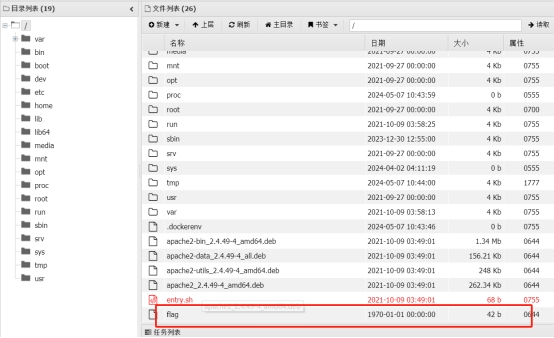 目录列表 (19)
/
var
bin
boot
dev
etc
home
lib
lib64
media
mnt
opt
proc
root
run
sbin
srv
sys
tmp
usr
文件列表 (26)
新建 上层 刷新 主目录 书签 / 读取
名称 日期 大小 属性
media 2021-09-27 00:00:00 4 Kb 0755
mnt 2021-09-27 00:00:00 4 Kb 0755
opt 2021-09-27 00:00:00 4 Kb 0755
proc 2024-05-07 10:43:59 0 b 0555
root 2021-09-27 00:00:00 4 Kb 0700
run 2021-10-09 03:58:25 4 Kb 0755
sbin 2023-12-30 12:55:00 4 Kb 0755
srv 2021-09-27 00:00:00 4 Kb 0755
sys 2024-04-02 04:11:19 0 b 0555
tmp 2024-05-07 10:44:00 4 Kb 1777
usr 2021-09-27 00:00:00 4 Kb 0755
var 2021-10-09 03:58:13 4 Kb 0755
.dockerenv 2024-05-07 10:43:46 0 b 0755
apache2-bin_2.4.49-4_amd64.deb 2021-10-09 03:49:01 1.34 Mb 0644
apache2-data_2.4.49-4_all.deb 2021-10-09 03:49:01 156.21 Kb 0644
apache2-utils_2.4.49-4_amd64.deb 2021-10-09 03:49:01 248 Kb 0644
apache2_2.4.49-4_amd64.deb 2021-10-09 03:49:01 262.34 Kb 0644
entry.sh 2021-10-09 03:49:01 68 b 0755
apache2_2.4.49-4_amd64.deb
flag 1970-01-01 00:00:00 42 b 0644
任务列表